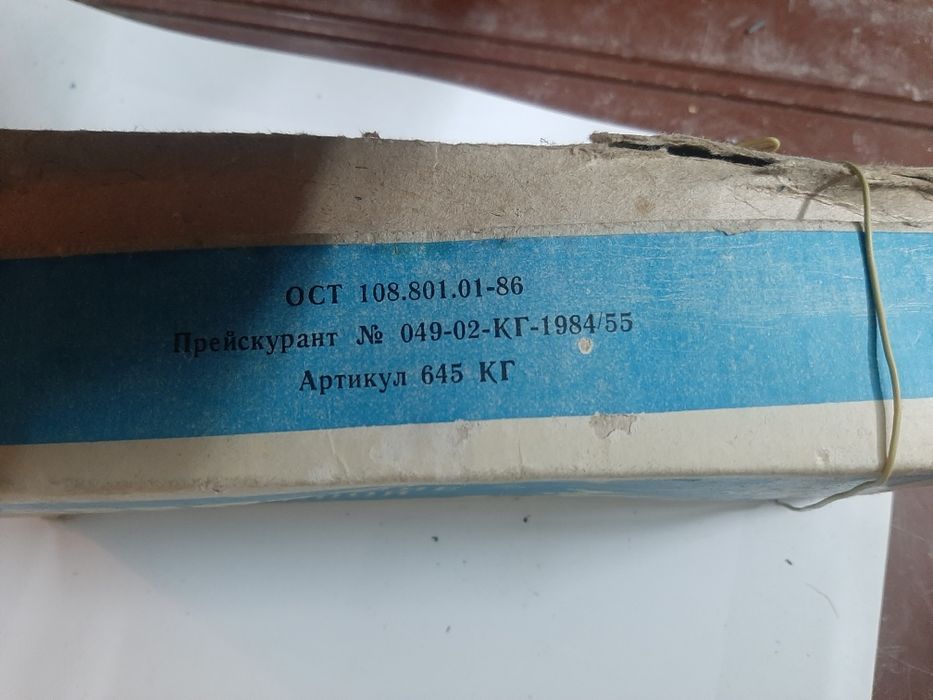 ОСТ 108.801.01-86
Прейскурант № 049-02-КГ-1984/55
Артикул 645 КГ